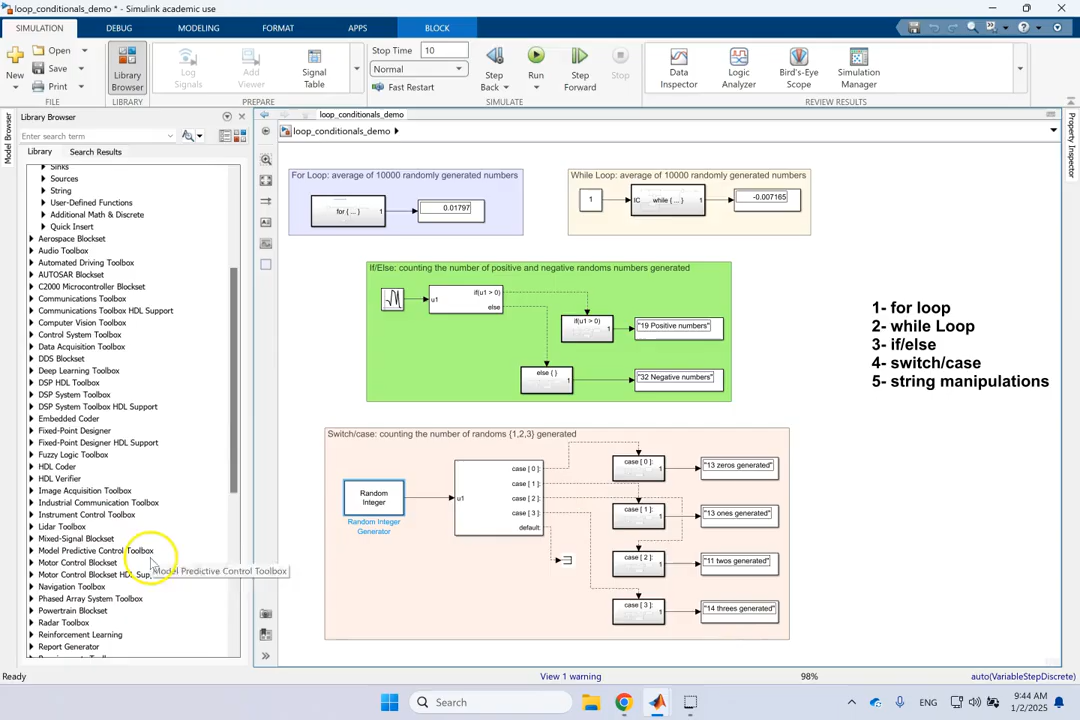 loop_conditionals_demo * - Simulink academic use
SIMULATION
DEBUG
MODELING
FORMAT
APPS
BLOCK
New
Open
Save
Print
FILE
Library
Browser
LIBRARY
Log
Signals
Add
Viewer
Signal
Table
PREPARE
Stop Time
10
Normal
Fast Restart
Step
Back
Run
Step
Forward
Stop
SIMULATE
Data
Inspector
Logic
Analyzer
Bird's-Eye
Scope
Simulation
Manager
REVIEW RESULTS
Model Browser
Library Browser
Enter search term
Library
Search Results
Sinks
Sources
String
User-Defined Functions
Additional Math & Discrete
Quick Insert
Aerospace Blockset
Audio Toolbox
Automated Driving Toolbox
AUTOSAR Blockset
C2000 Microcontroller Blockset
Communications Toolbox
Communications Toolbox HDL Support
Computer Vision Toolbox
Control System Toolbox
Data Acquisition Toolbox
DDS Blockset
Deep Learning Toolbox
DSP HDL Toolbox
DSP System Toolbox
DSP System Toolbox HDL Support
Embedded Coder
Fixed-Point Designer
Fixed-Point Designer HDL Support
Fuzzy Logic Toolbox
HDL Coder
HDL Verifier
Image Acquisition Toolbox
Industrial Communication Toolbox
Instrument Control Toolbox
Lidar Toolbox
Mixed-Signal Blockset
Model Predictive Control Toolbox
Motor Control Blockset
Motor Control Blockset HDL Sup
Model Predictive Control Toolbox
Navigation Toolbox
Phased Array System Toolbox
Powertrain Blockset
Radar Toolbox
Reinforcement Learning
Report Generator
loop_conditionals_demo
loop_conditionals_demo
Property Inspector
For Loop: average of 10000 randomly generated numbers
for { ... }
1
0.01797
While Loop: average of 10000 randomly generated numbers
1
IC
while { ... }
1
-0.007165
If/Else: counting the number of positive and negative randoms numbers generated
u1
if(u1 > 0)
else
if(u1 > 0)
1
"19 Positive numbers"
else { }
1
"32 Negative numbers"
Switch/case: counting the number of randoms {1,2,3} generated
Random
Integer
Random Integer
Generator
u1
case [ 0 ]:
case [ 1 ]:
case [ 2 ]:
case [ 3 ]:
default:
case [ 0 ]:
1
"13 zeros generated"
case [ 1 ]:
1
"13 ones generated"
case [ 2 ]:
1
"11 twos generated"
case [ 3 ]:
1
"14 threes generated"
1- for loop
2- while Loop
3- if/else
4- switch/case
5- string manipulations
Ready
View 1 warning
98%
auto(VariableStepDiscrete)
Search
ENG
9:44 AM
1/2/2025